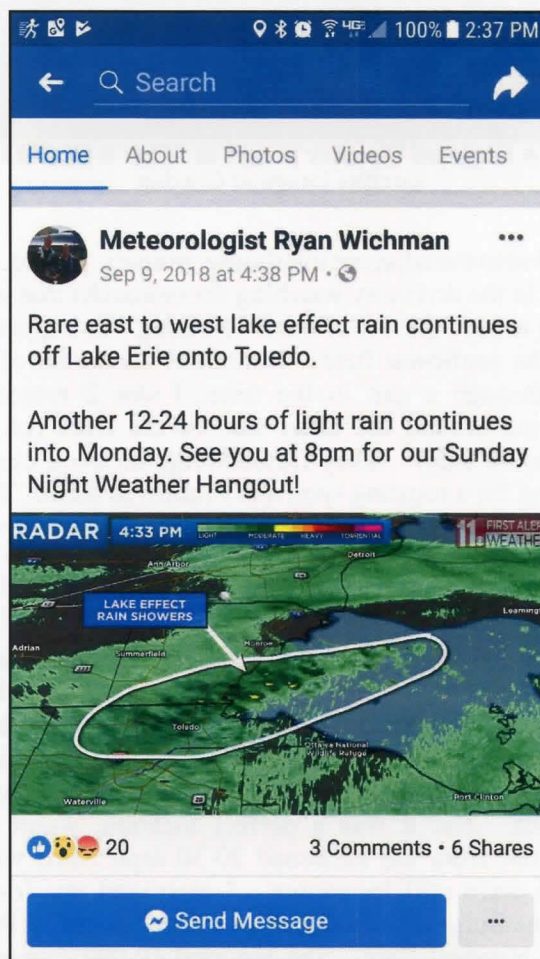 4G 100% 2:37 PM
Search
Home About Photos Videos Events
Meteorologist Ryan Wichman
Sep 9, 2018 at 4:38 PM
Rare east to west lake effect rain continues
off Lake Erie onto Toledo.
Another 12-24 hours of light rain continues
into Monday. See you at 8pm for our Sunday
Night Weather Hangout!
RADAR 4:33 PM LIGHT MODERATE HEAVY TORRENTIAL 11 FIRST ALE
WEATHE
Detroit
Ann Arbor
LAKE EFFECT
RAIN SHOWERS
Leaming
Adrian
Summerfield
Monroe
Toledo
Ottawa National
Wildlife Refuge
Waterville
Port Clinton
20 3 Comments • 6 Shares
Send Message